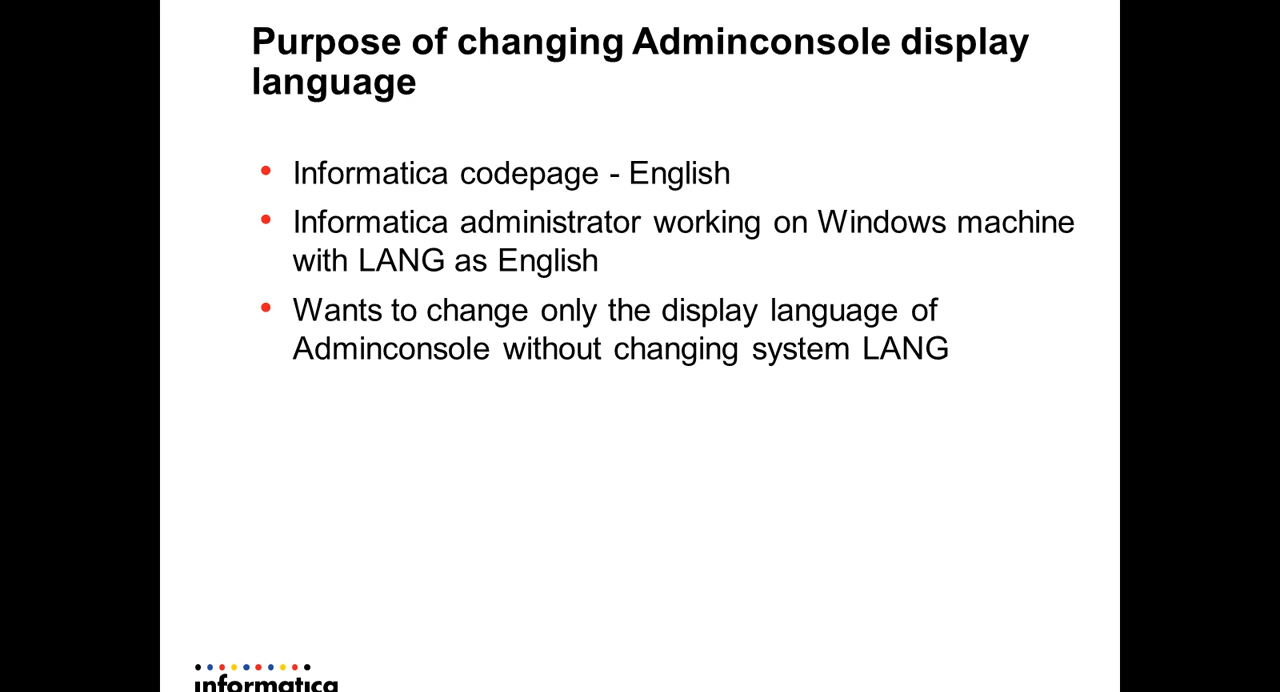 Purpose of changing Adminconsole display
language
• Informatica codepage - English
• Informatica administrator working on Windows machine
with LANG as English
• Wants to change only the display language of
Adminconsole without changing system LANG
informatica